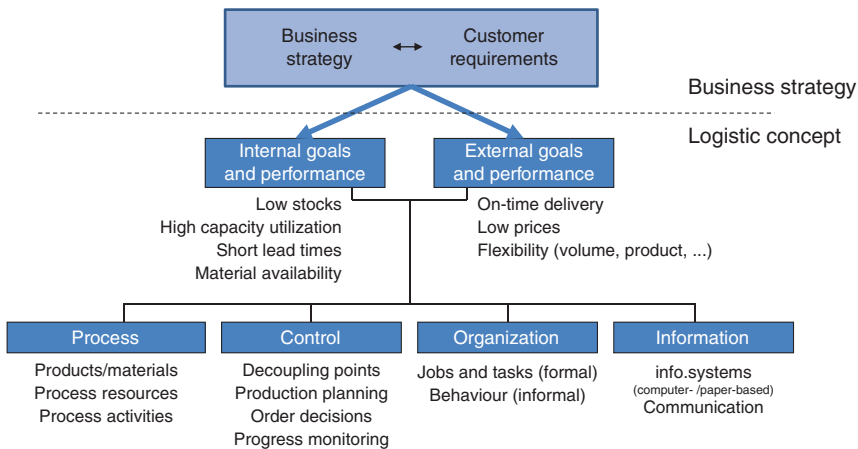 Business
strategy
Customer
requirements
Business strategy
Logistic concept
Internal goals
and performance
External goals
and performance
Low stocks
High capacity utilization
Short lead times
Material availability
On-time delivery
Low prices
Flexibility (volume, product, ...)
Process
Products/materials
Process resources
Process activities
Control
Decoupling points
Production planning
Order decisions
Progress monitoring
Organization
Jobs and tasks (formal)
Behaviour (informal)
Information
info.systems
(computer- /paper-based)
Communication